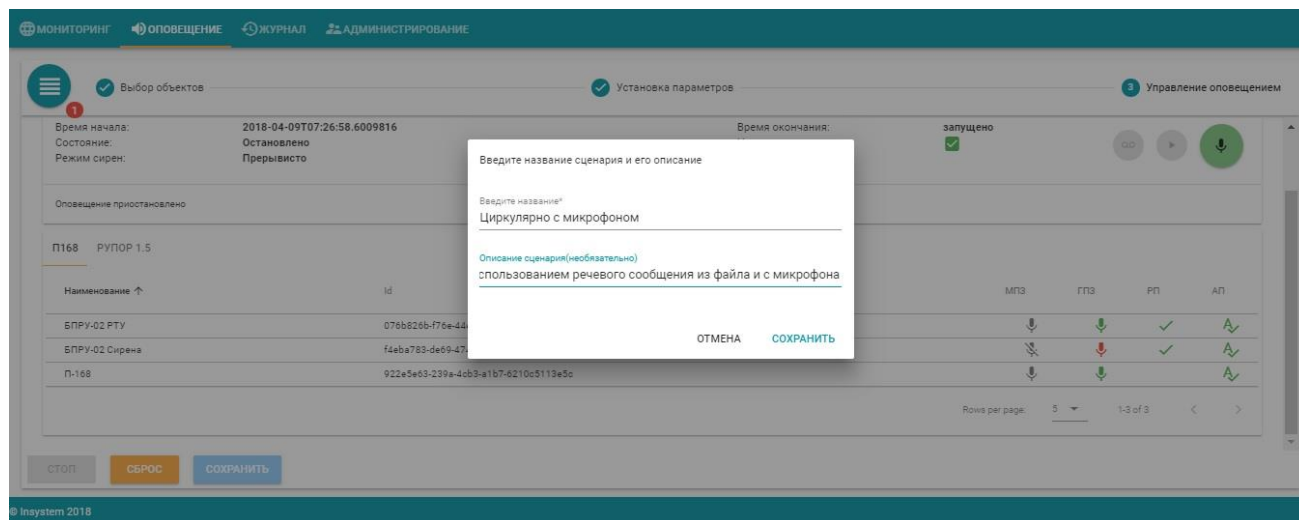 МОНИТОРИНГ ОПОВЕЩЕНИЕ ЖУРНАЛ АДМИНИСТРИРОВАНИЕ
Выбор объектов Установка параметров 3 Управление оповещением
1
Время начала: 2018-04-09T07:26:58.6009816 Время окончания: запущено
Состояние: Остановлено
Режим сирен: Прерывисто
Введите название сценария и его описание
Оповещение приостановлено
Введите название*
Циркулярно с микрофоном
Описание сценария(необязательно)
спользованием речевого сообщения из файла и с микрофона
ОТМЕНА СОХРАНИТЬ
П168 РУПОР 1.5
Наименование Id МПЗ ГПЗ РП АП
БПРУ-02 РТУ 076b826b-f76e-44
БПРУ-02 Сирена f4eba783-de69-47
П-168 922e5e63-239a-4cb3-a1b7-6210c5113e5c
Rows per page: 5 1-3 of 3
СТОП СБРОС СОХРАНИТЬ
© Insystem 2018